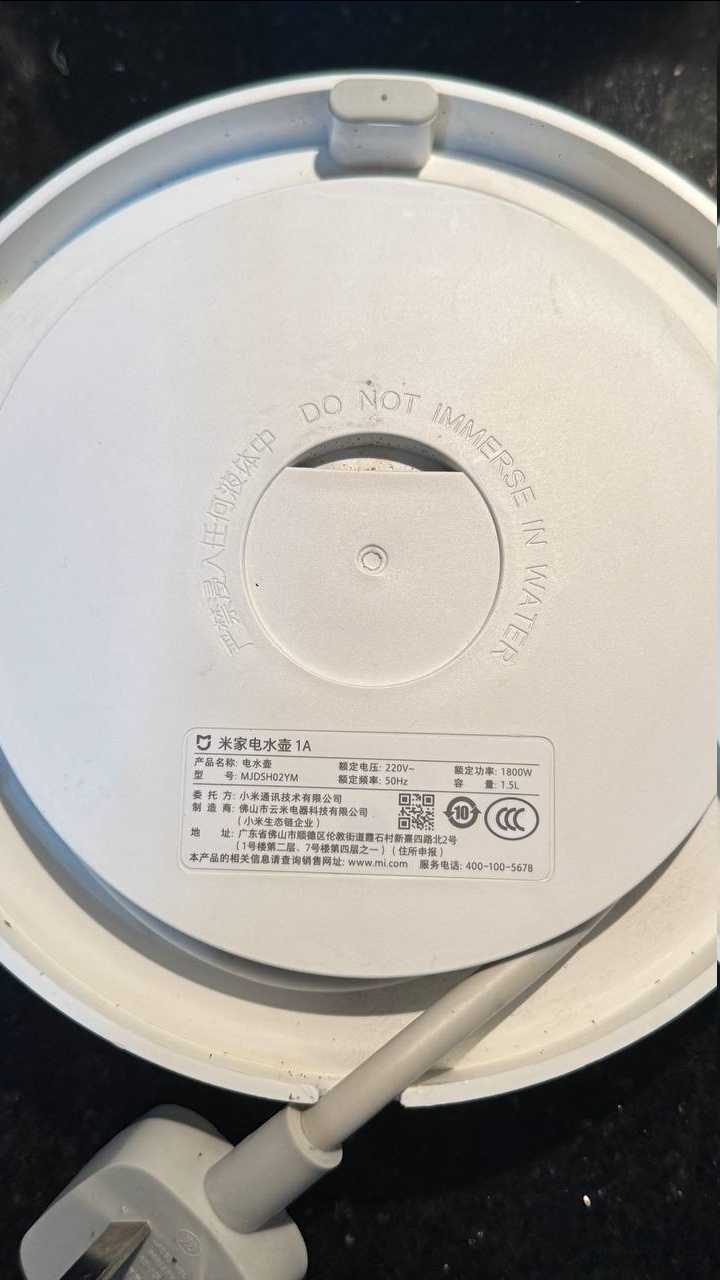 DO NOT IMMERSE IN WATER
严禁浸入任何液体中
米家电水壶 1A
产品名称: 电水壶 额定电压: 220V~ 额定功率: 1800W
型 号: MJDSH02YM 额定频率: 50Hz 容 量: 1.5L
委 托 方: 小米通讯技术有限公司
制 造 商: 佛山市云米电器科技有限公司
(小米生态链企业)
10
CCC
地 址: 广东省佛山市顺德区伦教街道霞石村新熹四路北2号
(1号楼第二层、7号楼第四层之一) (住所申报)
本产品的相关信息请查询销售网址: www.mi.com 服务电话: 400-100-5678